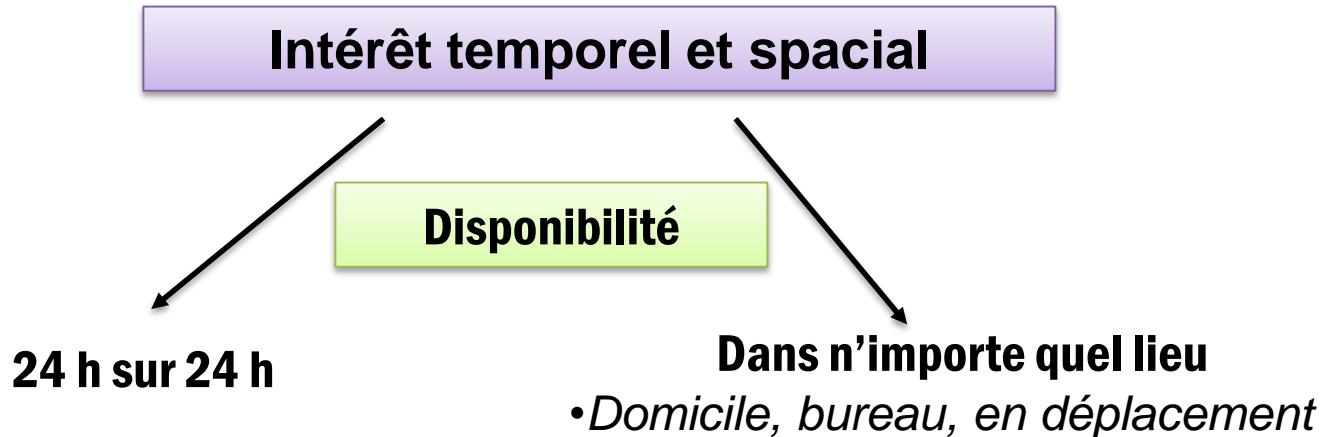 Intérêt temporel et spacial
Disponibilité
24 h sur 24 h
Dans n’importe quel lieu
•Domicile, bureau, en déplacement